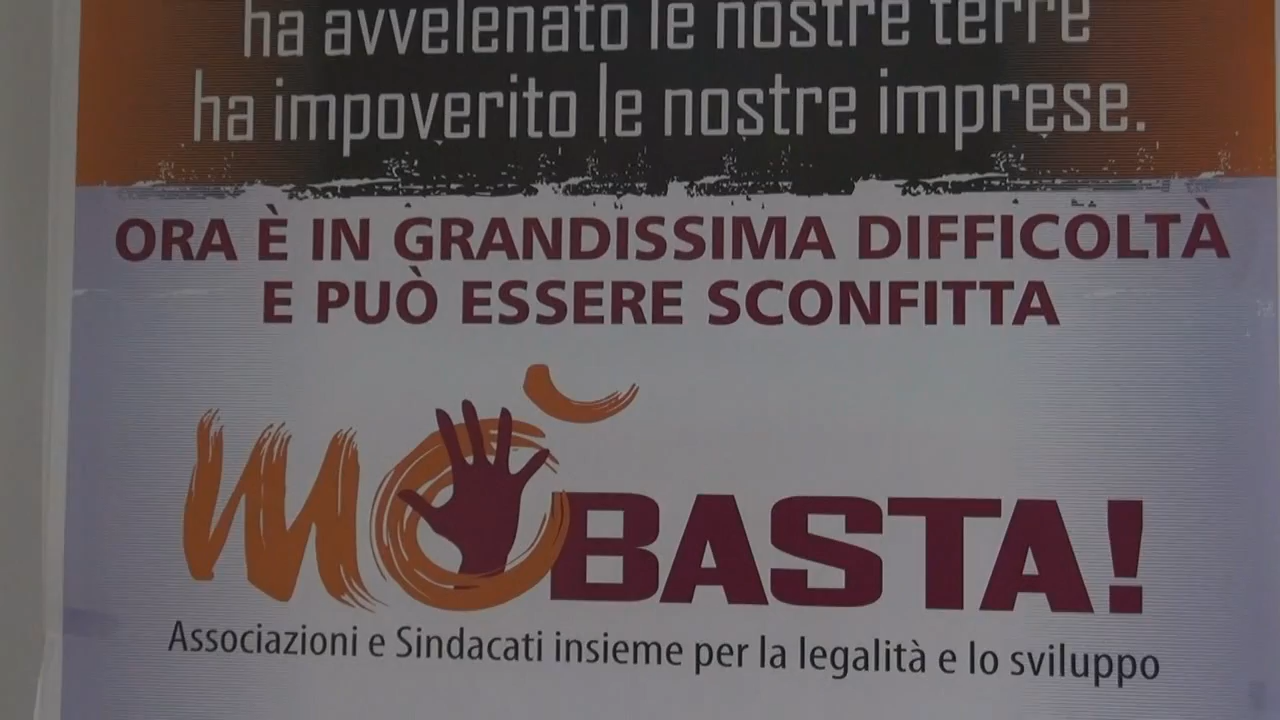 ha avvelenato le nostre terre
ha impoverito le nostre imprese.
ORA È IN GRANDISSIMA DIFFICOLTÀ
E PUÒ ESSERE SCONFITTA
mò BASTA!
Associazioni e Sindacati insieme per la legalità e lo sviluppo